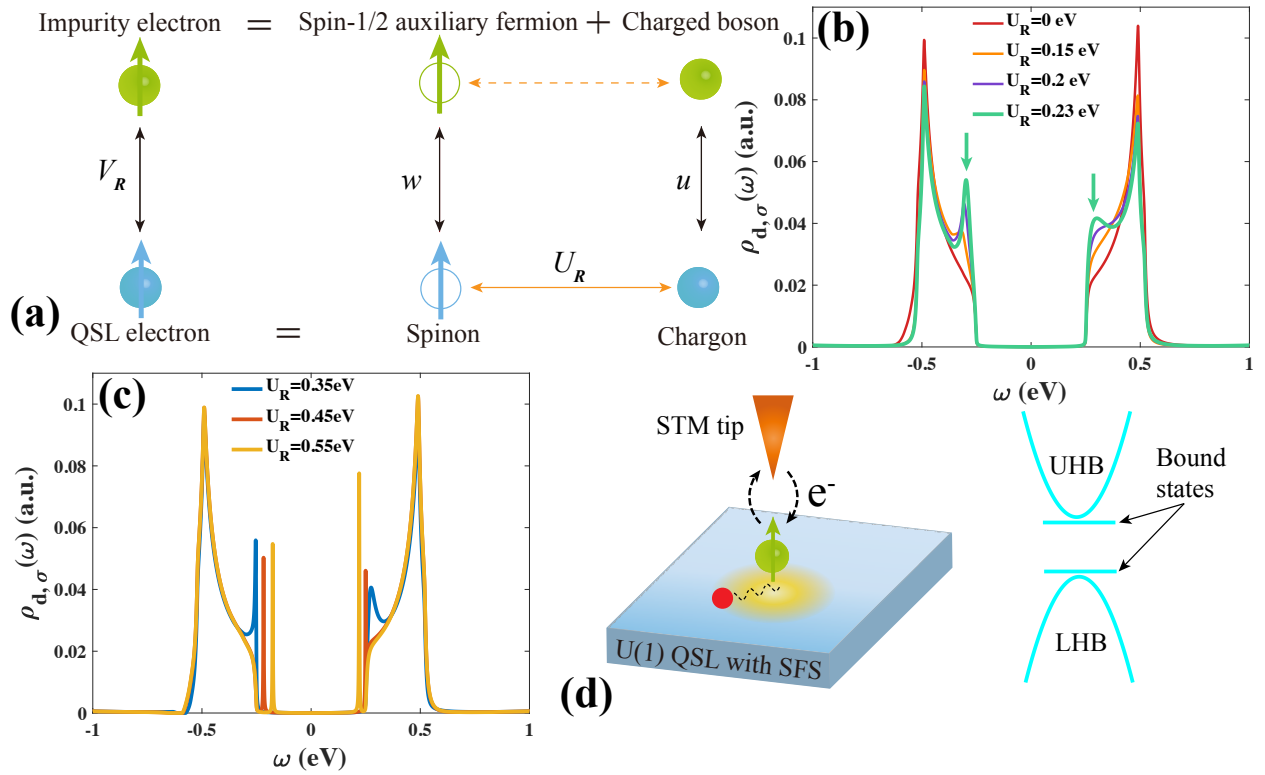 Impurity electron = Spin-1/2 auxiliary fermion + Charged boson
V_R
w
u
U_R
(a)
QSL electron = Spinon Chargon
(b)
U_R=0 eV
U_R=0.15 eV
U_R=0.2 eV
U_R=0.23 eV
ρ_{d,σ}(ω) (a.u.)
0.1
0.08
0.06
0.04
0.02
0
-1 -0.5 0 0.5 1
ω (eV)
(c)
U_R=0.35eV
U_R=0.45eV
U_R=0.55eV
ρ_{d,σ}(ω) (a.u.)
0.1
0.08
0.06
0.04
0.02
0
-1 -0.5 0 0.5 1
ω (eV)
STM tip
e⁻
U(1) QSL with SFS
(d)
UHB
Bound
states
LHB